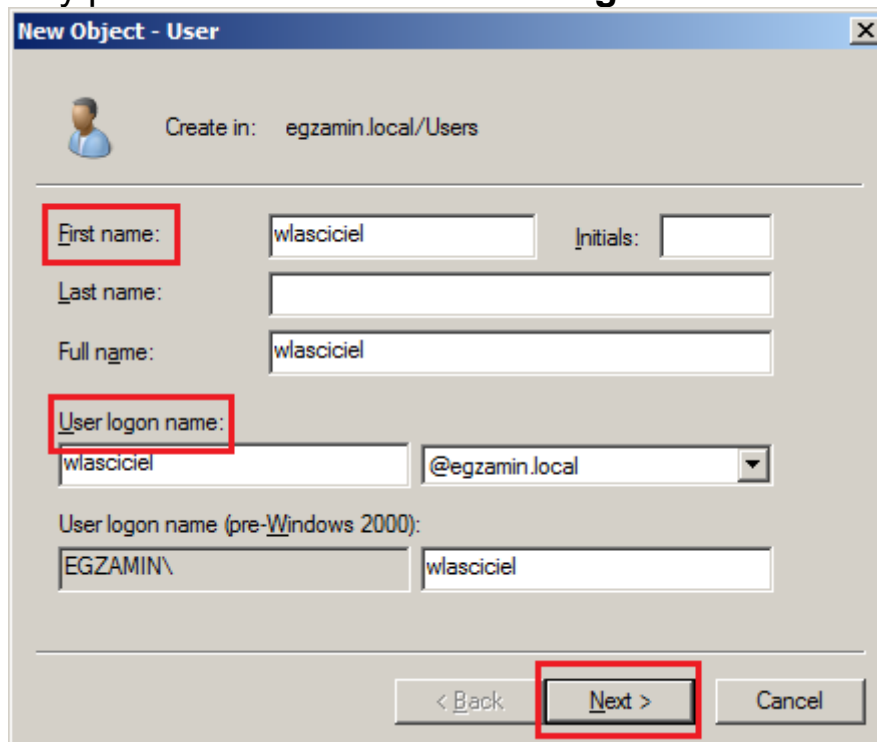 New Object - User
Create in: egzamin.local/Users
First name: wlasciciel Initials:
Last name:
Full name: wlasciciel
User logon name:
wlasciciel @egzamin.local
User logon name (pre-Windows 2000):
EGZAMIN\ wlasciciel
< Back Next > Cancel